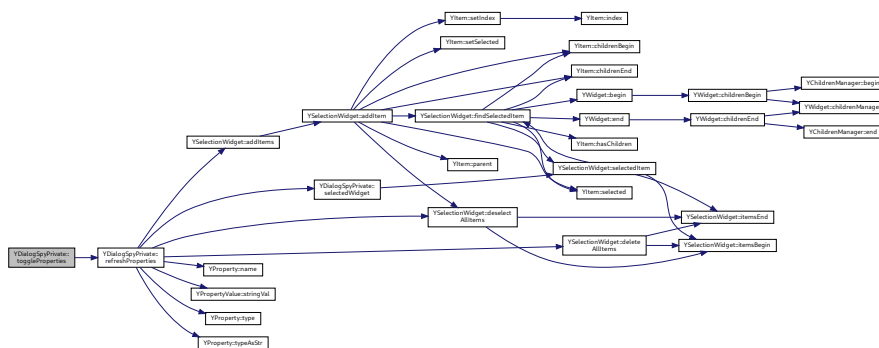 YItem::setIndex
YItem::index
YItem::setSelected
YItem::childrenBegin
YItem::childrenEnd
YChildrenManager::begin
YWidget::begin
YWidget::childrenBegin
YWidget::childrenManage
YSelectionWidget::addItem
YSelectionWidget::findSelectedItem
YWidget::end
YWidget::childrenEnd
YChildrenManager::end
YSelectionWidget::addItems
YItem::hasChildren
YItem::parent
YSelectionWidget::selectedItem
YDialogSpyPrivate::
selectedWidget
YItem::selected
YSelectionWidget::deselect
AllItems
YSelectionWidget::itemsEnd
YSelectionWidget::delete
AllItems
YSelectionWidget::itemsBegin
YDialogSpyPrivate::
toggleProperties
YDialogSpyPrivate::
refreshProperties
YProperty::name
YPropertyValue::stringVal
YProperty::type
YProperty::typeAsStr